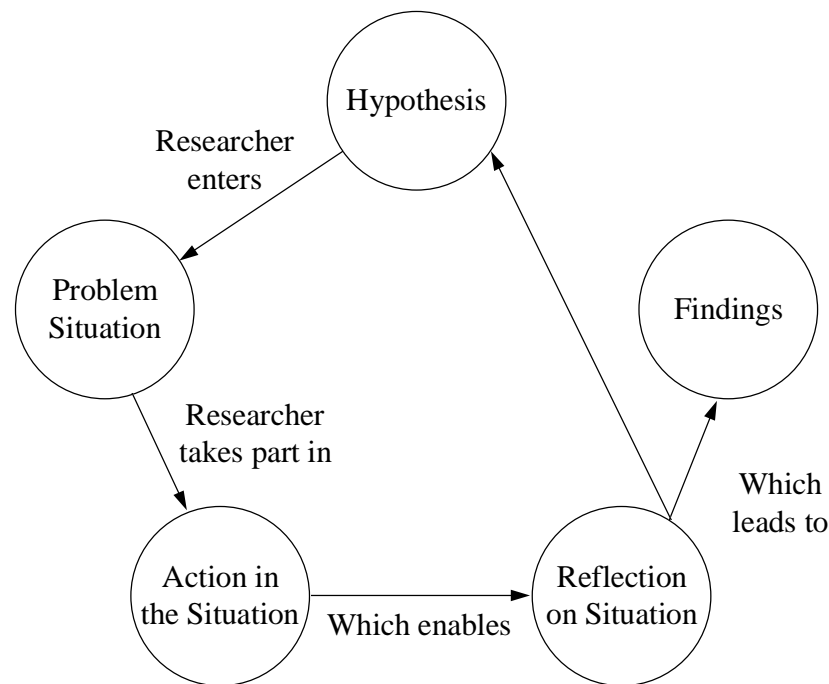 Hypothesis
Researcher
enters
Problem
Situation
Findings
Researcher
takes part in
Which
leads to
Action in
the Situation
Which enables
Reflection
on Situation